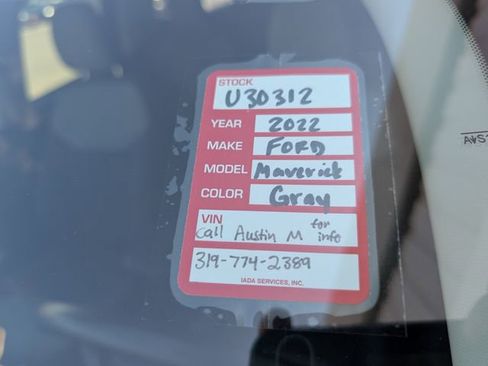 STOCK
U30312
YEAR 2022
MAKE FORD
MODEL Maverick
COLOR Gray
VIN
Call Austin M for info
319-774-2389
IADA SERVICES, INC.